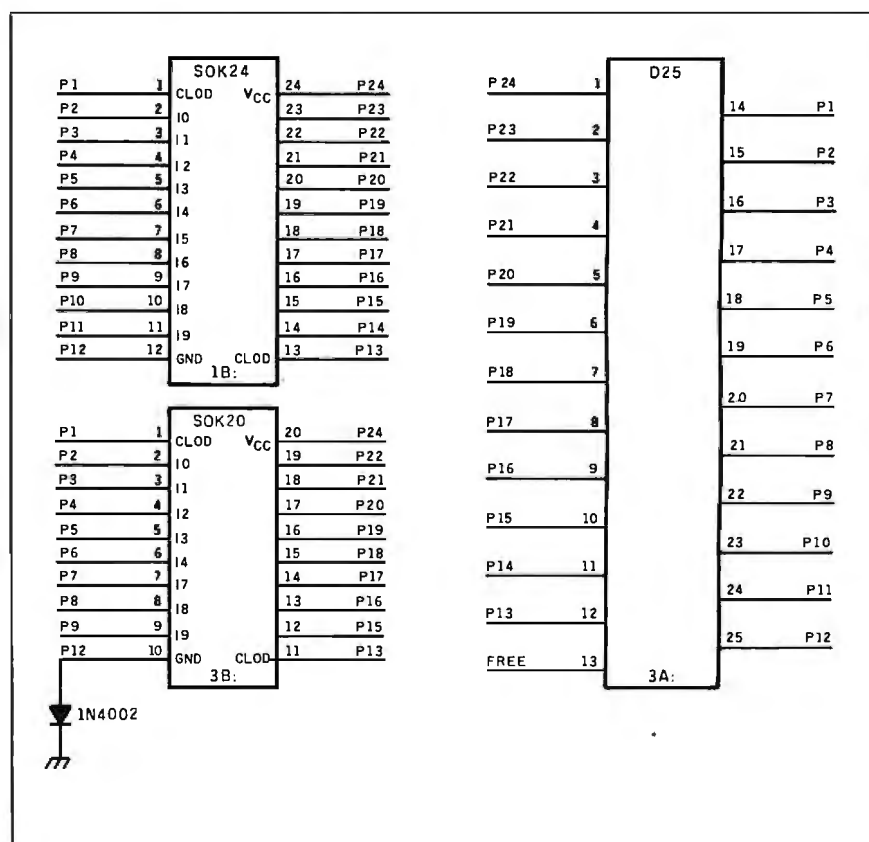 SOK24
P1 1 CLOD VCC 24 P24
P2 2 I0 23 P23
P3 3 I1 22 P22
P4 4 I2 21 P21
P5 5 I3 20 P20
P6 6 I4 19 P19
P7 7 I5 18 P18
P8 8 I6 17 P17
P9 9 I7 16 P16
P10 10 I8 15 P15
P11 11 I9 14 P14
P12 12 GND CLOD 13 P13
1B:
SOK20
P1 1 CLOD VCC 20 P24
P2 2 I0 19 P22
P3 3 I1 18 P21
P4 4 I2 17 P20
P5 5 I3 16 P19
P6 6 I4 15 P18
P7 7 I7 14 P17
P8 8 I8 13 P16
P9 9 I9 12 P15
P12 10 GND CLOD 11 P13
3B:
1N4002
D25
P24 1
14 P1
P23 2
15 P2
P22 3
16 P3
P21 4
17 P4
P20 5
18 P5
P19 6
19 P6
P18 7
20 P7
P17 8
21 P8
P16 9
22 P9
P15 10
23 P10
P14 11
24 P11
P13 12
25 P12
FREE 13
3A: